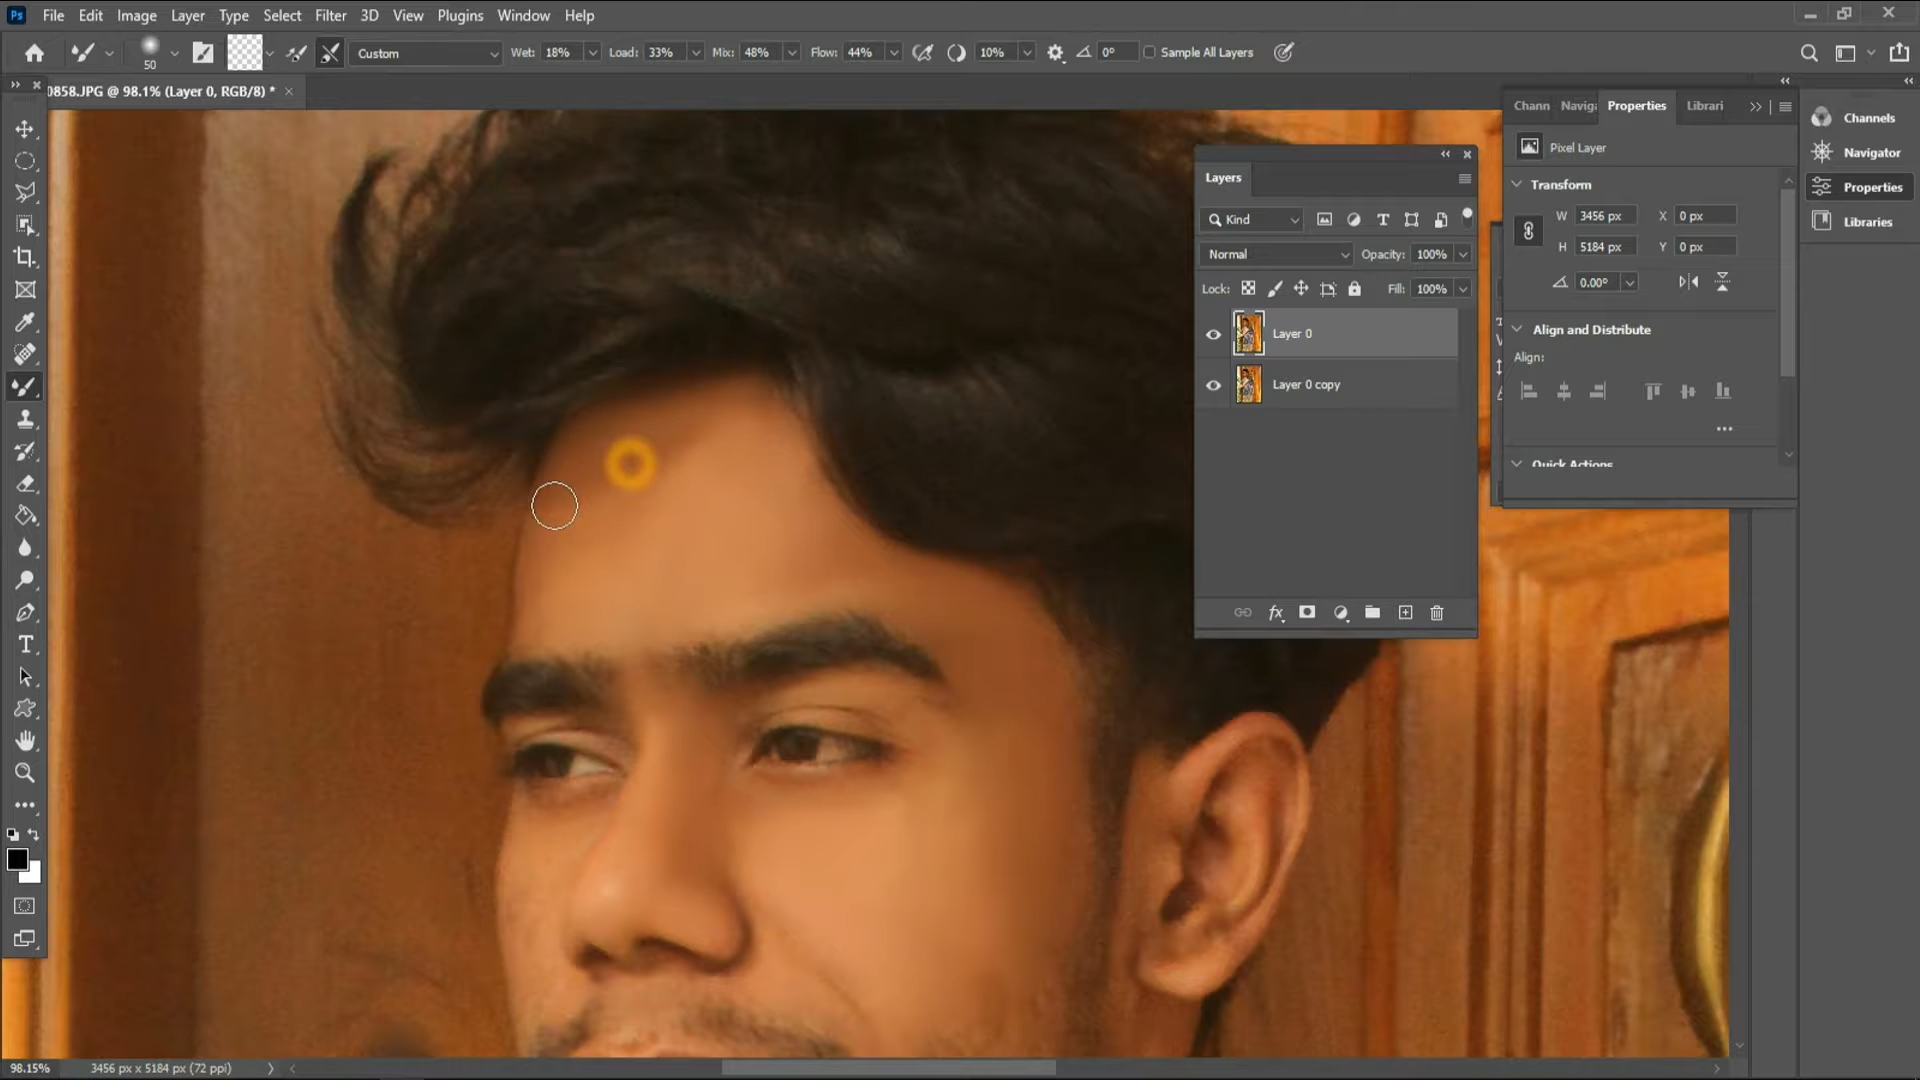 Ps File Edit Image Layer Type Select Filter 3D View Plugins Window Help
50 Custom Wet: 18% Load: 33% Mix: 48% Flow: 44% 10% 0° Sample All Layers
0858.JPG @ 98.1% (Layer 0, RGB/8) *
Chann Naviga Properties Librari
Pixel Layer
Transform
W 3456 px X 0 px
H 5184 px Y 0 px
0.00°
Align and Distribute
Align:
Quick Actions
Channels
Navigator
Properties
Libraries
Layers
Kind
Normal Opacity: 100%
Lock: Fill: 100%
Layer 0
Layer 0 copy
fx
98.15% 3456 px x 5184 px (72 ppi)